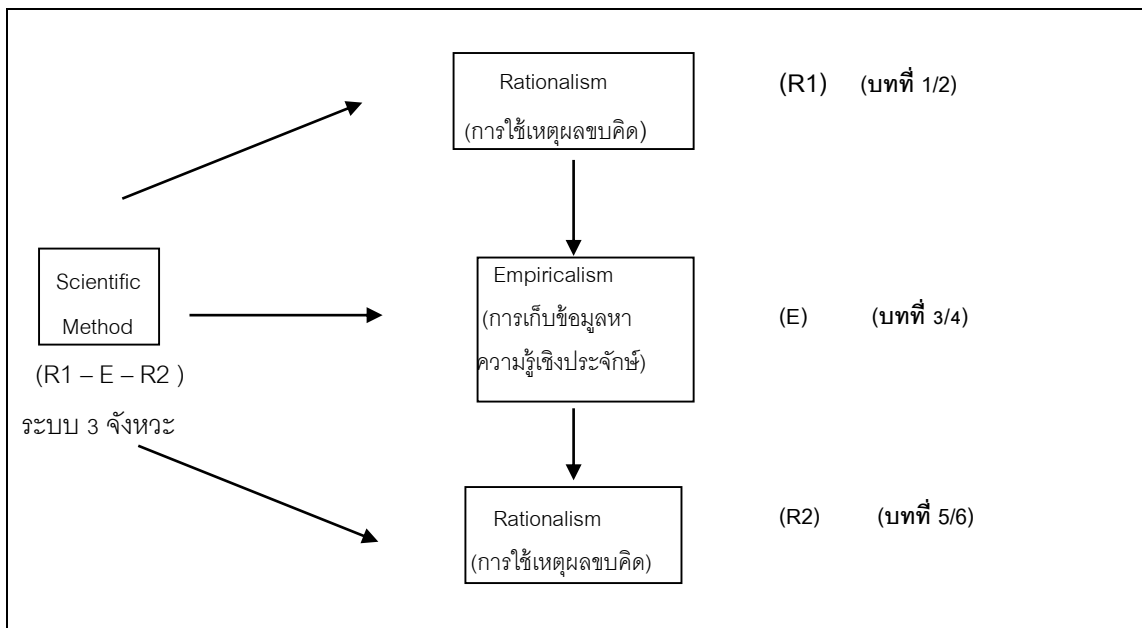 Rationalism
(การใช้เหตุผลขบคิด)
(R1) (บทที่ 1/2)
Scientific
Method
(R1 – E – R2 )
ระบบ 3 จังหวะ
Empiricalism
(การเก็บข้อมูลหา
ความรู้เชิงประจักษ์)
(E) (บทที่ 3/4)
Rationalism
(การใช้เหตุผลขบคิด)
(R2) (บทที่ 5/6)